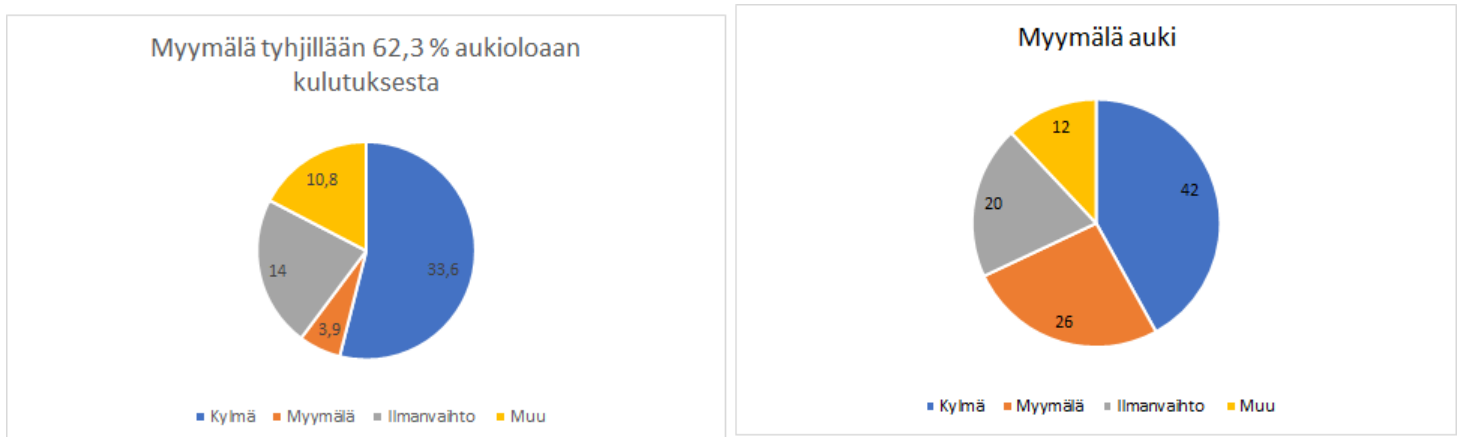 Myymälä tyhjillään 62,3 % aukioloaan
kulutuksesta
10,8
14
33,6
3,9
Kylmä Myymälä Ilmanvaihto Muu
Myymälä auki
12
42
20
26
Kylmä Myymälä Ilmanvaihto Muu